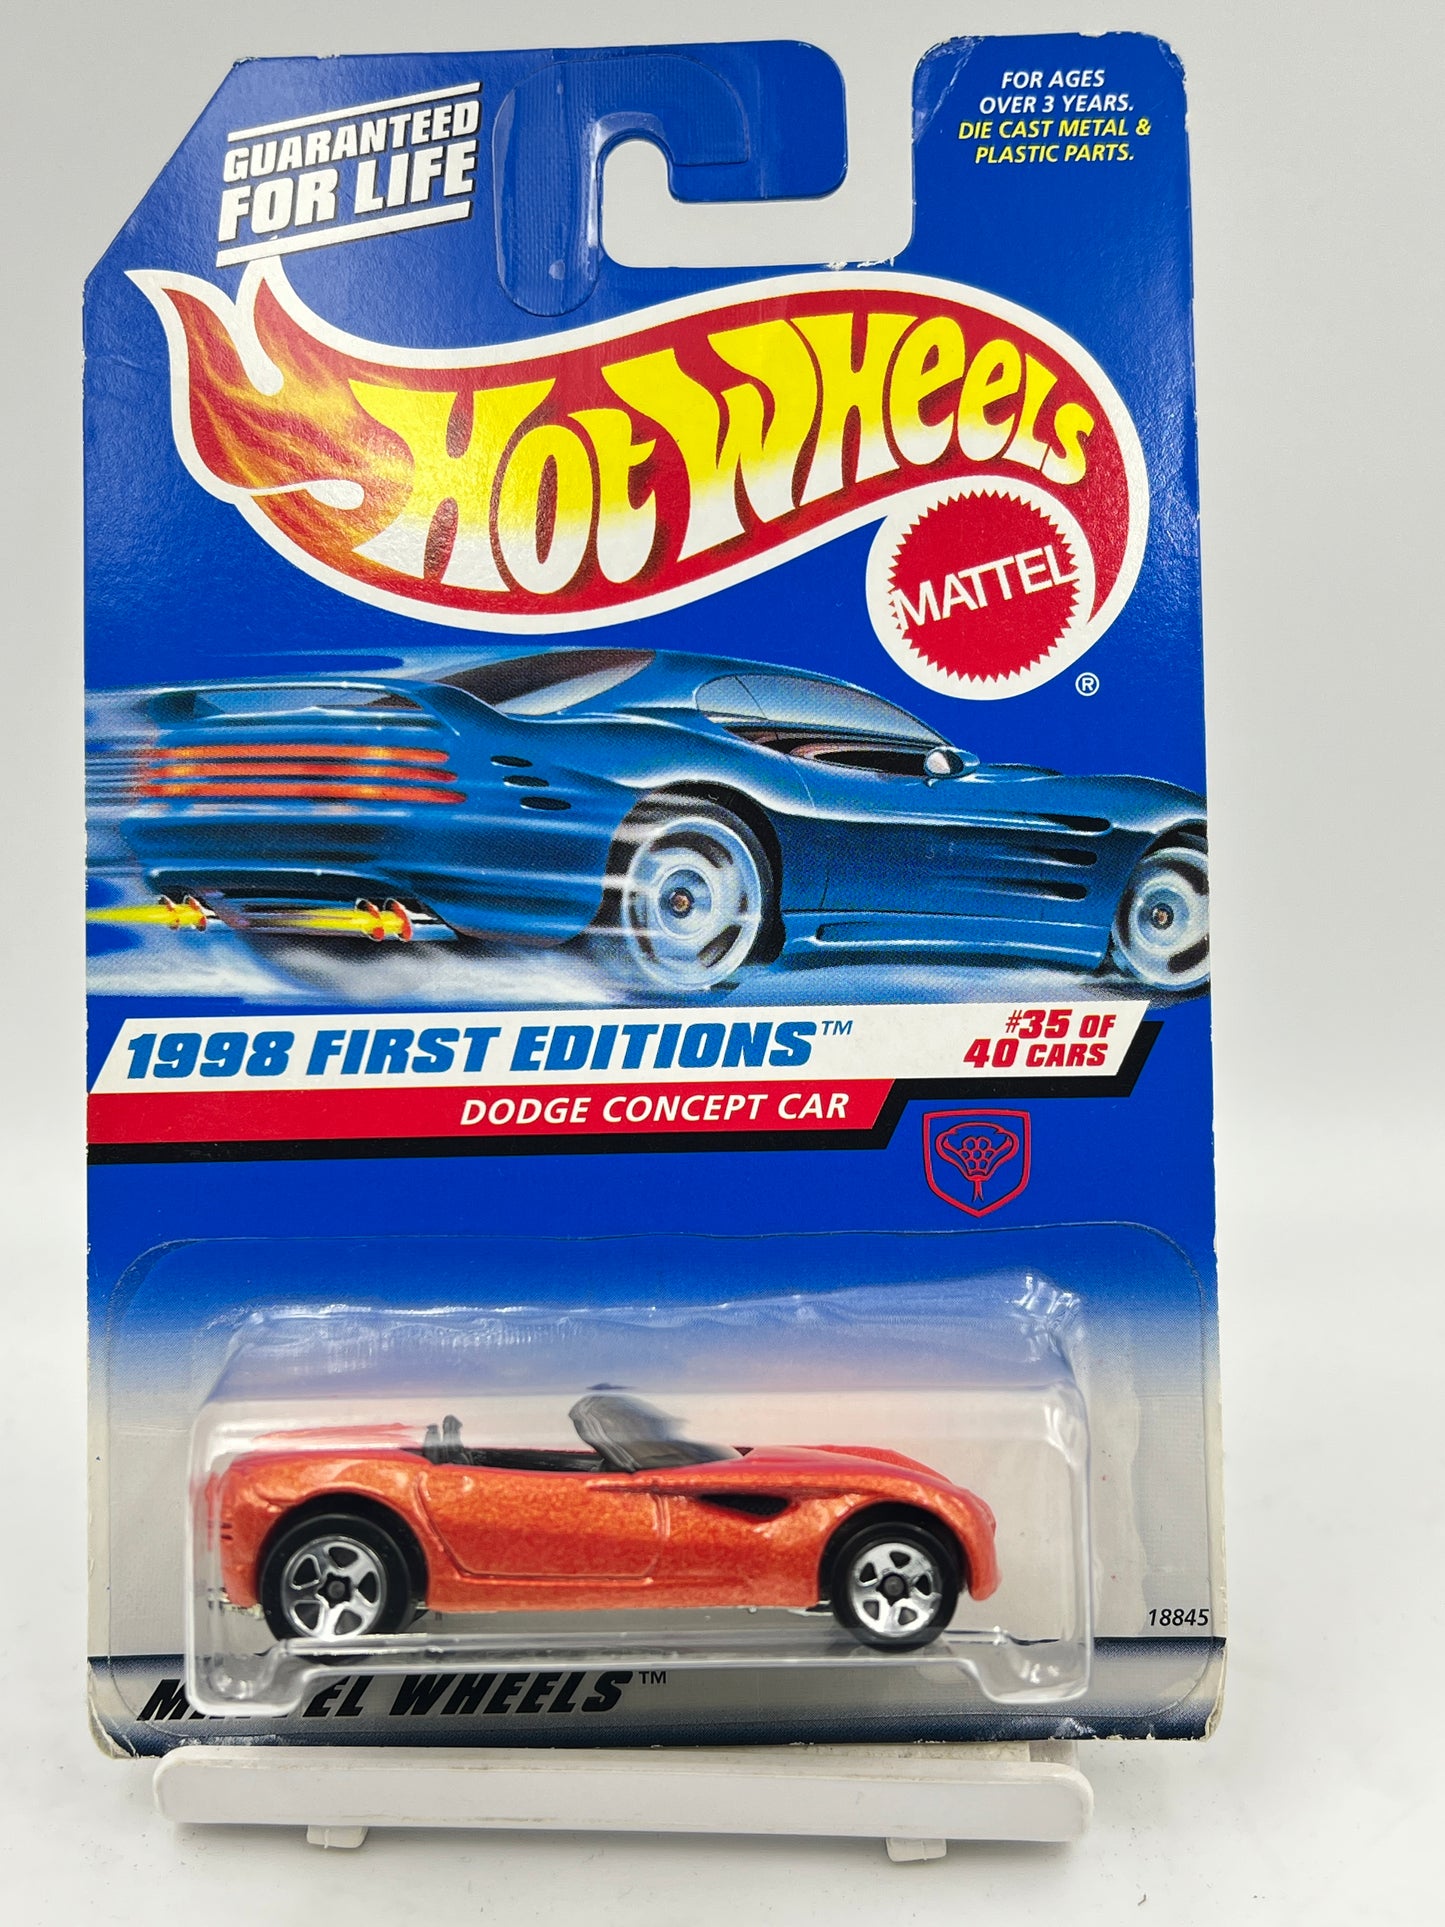 GUARANTEED
FOR LIFE
FOR AGES
OVER 3 YEARS.
DIE CAST METAL &
PLASTIC PARTS.
HOT WHEELS
MATTEL
®
1998 FIRST EDITIONS™
#35 OF
40 CARS
DODGE CONCEPT CAR
18845
WHEELS™